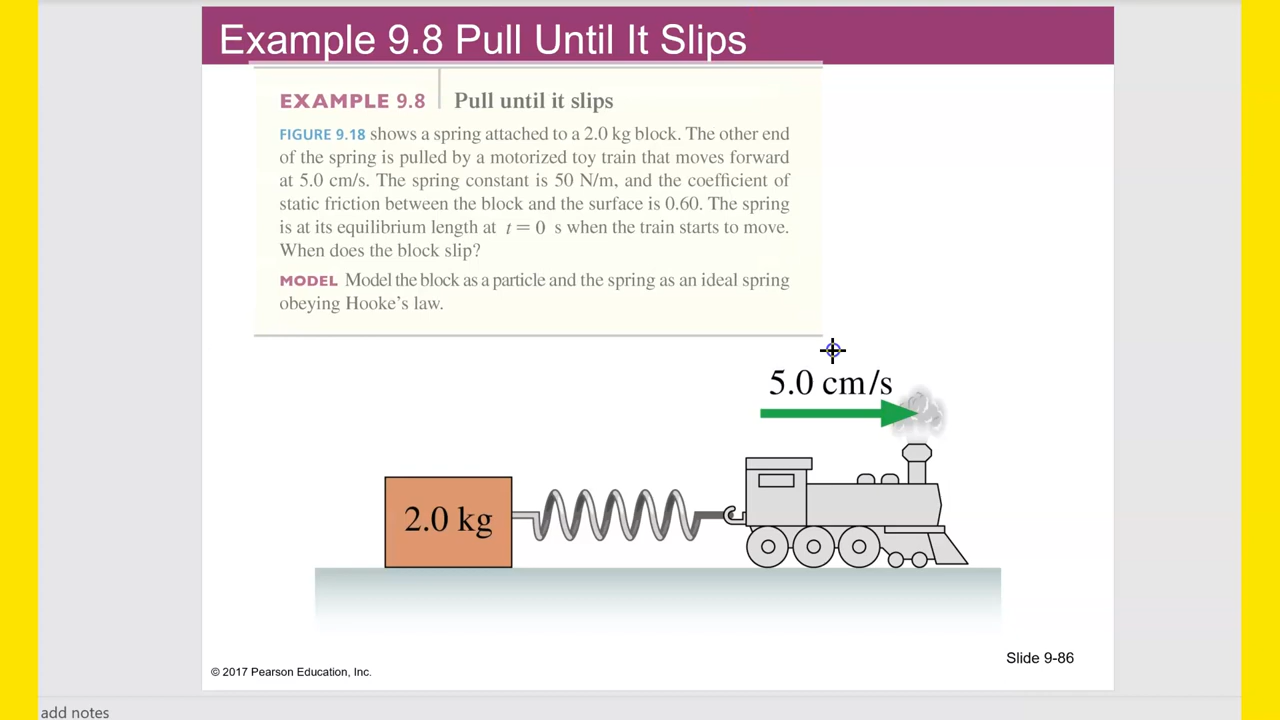 Example 9.8 Pull Until It Slips
EXAMPLE 9.8 Pull until it slips
FIGURE 9.18 shows a spring attached to a 2.0 kg block. The other end
of the spring is pulled by a motorized toy train that moves forward
at 5.0 cm/s. The spring constant is 50 N/m, and the coefficient of
static friction between the block and the surface is 0.60. The spring
is at its equilibrium length at t = 0 s when the train starts to move.
When does the block slip?
MODEL Model the block as a particle and the spring as an ideal spring
obeying Hooke's law.
5.0 cm/s
2.0 kg
Slide 9-86
© 2017 Pearson Education, Inc.
add notes